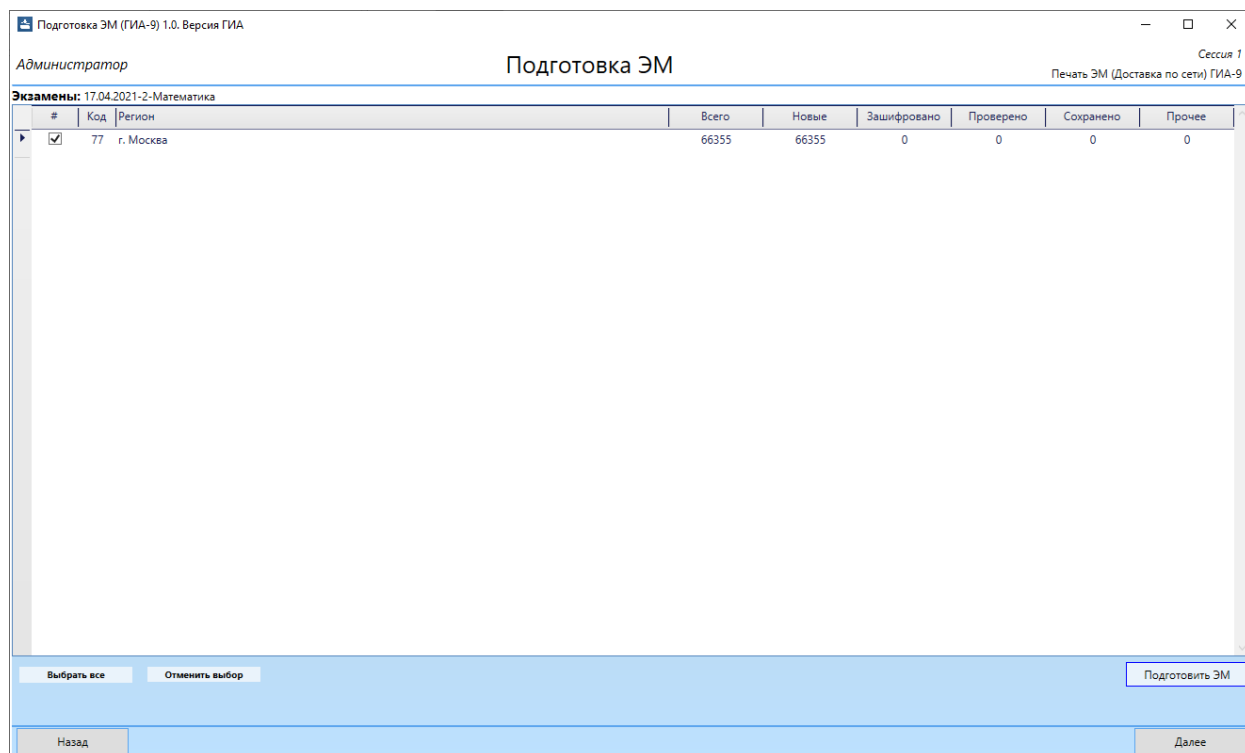 Подготовка ЭМ (ГИА-9) 1.0. Версия ГИА
Администратор
Подготовка ЭМ
Сессия 1
Печать ЭМ (Доставка по сети) ГИА-9
Экзамены: 17.04.2021-2-Математика
# Код Регион Всего Новые Зашифровано Проверено Сохранено Прочее
77 г. Москва 66355 66355 0 0 0 0
Выбрать все Отменить выбор Подготовить ЭМ
Назад Далее